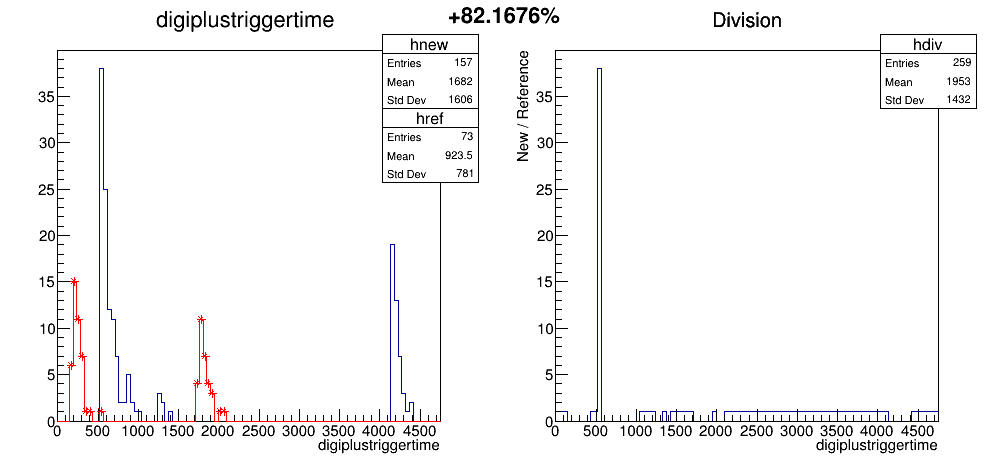 +82.1676%
digiplustriggertime
hnew
Entries 157
Mean 1682
Std Dev 1606
href
Entries 73
Mean 923.5
Std Dev 781
35
30
25
20
15
10
5
0
0 500 1000 1500 2000 2500 3000 3500 4000 4500
digiplustriggertime
Division
hdiv
Entries 259
Mean 1953
Std Dev 1432
New / Reference
35
30
25
20
15
10
5
0
0 500 1000 1500 2000 2500 3000 3500 4000 4500
digiplustriggertime